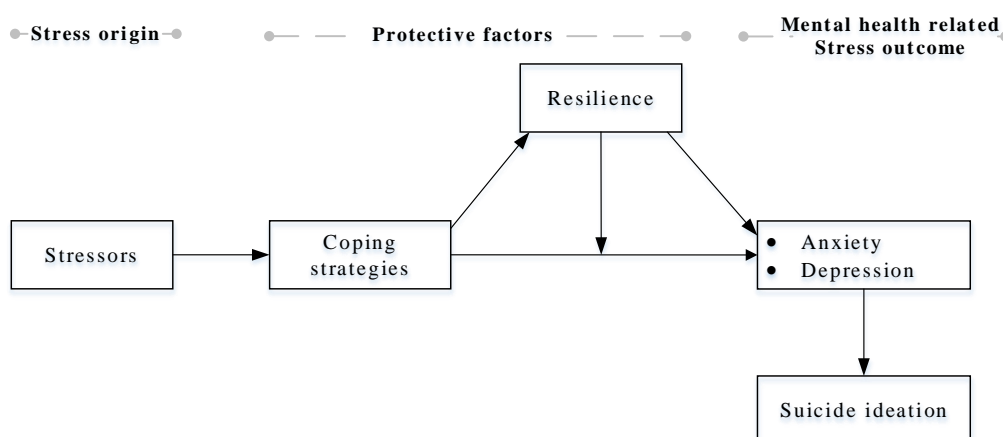 Stress origin
Protective factors
Mental health related
Stress outcome
Resilience
Stressors
Coping
strategies
• Anxiety
• Depression
Suicide ideation